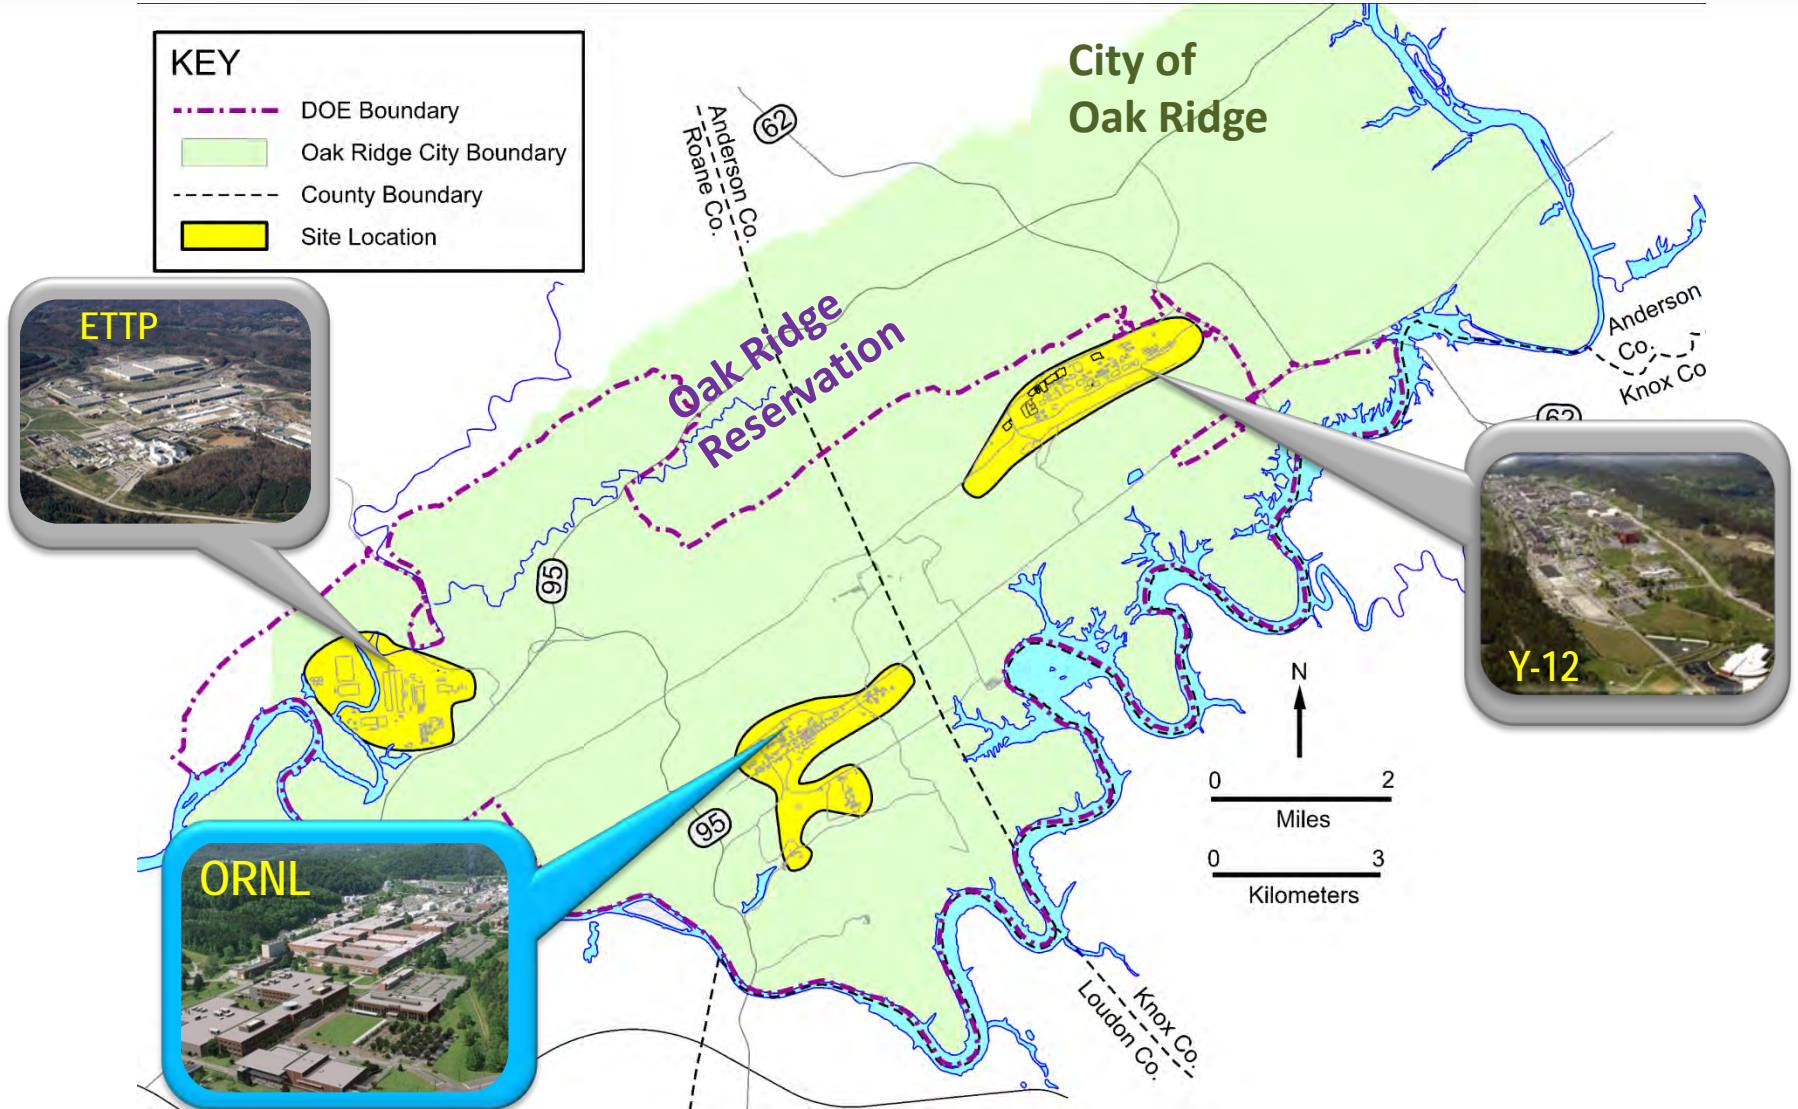 KEY
DOE Boundary
Oak Ridge City Boundary
County Boundary
Site Location
City of
Oak Ridge
62
Anderson Co.
Roane Co.
Oak Ridge
Reservation
ETTP
Anderson
Co.
Knox Co
62
95
Y-12
N
0 2
Miles
0 3
Kilometers
95
ORNL
Knox Co.
Loudon Co.